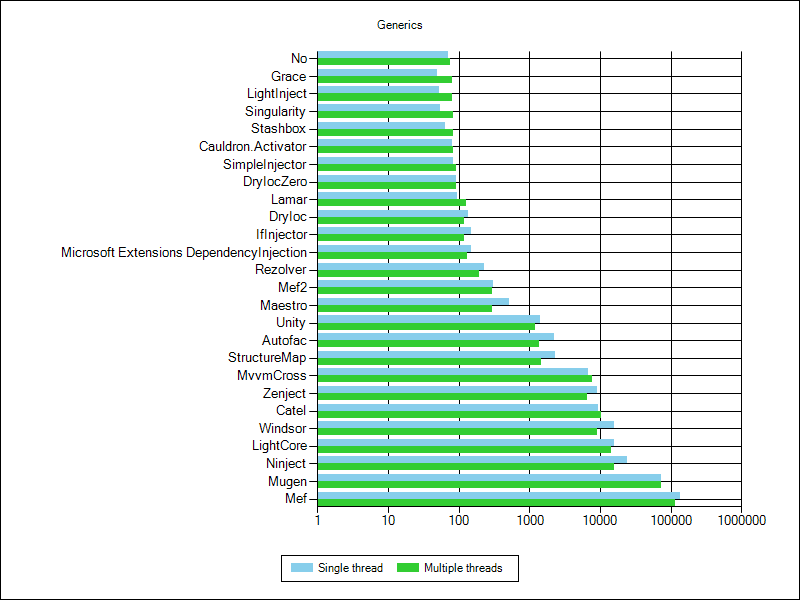 Generics
No
Grace
LightInject
Singularity
Stashbox
Cauldron.Activator
SimpleInjector
DryIocZero
Lamar
DryIoc
IfInjector
Microsoft Extensions DependencyInjection
Rezolver
Mef2
Maestro
Unity
Autofac
StructureMap
MvvmCross
Zenject
Catel
Windsor
LightCore
Ninject
Mugen
Mef
1 10 100 1000 10000 100000 1000000
Single thread Multiple threads